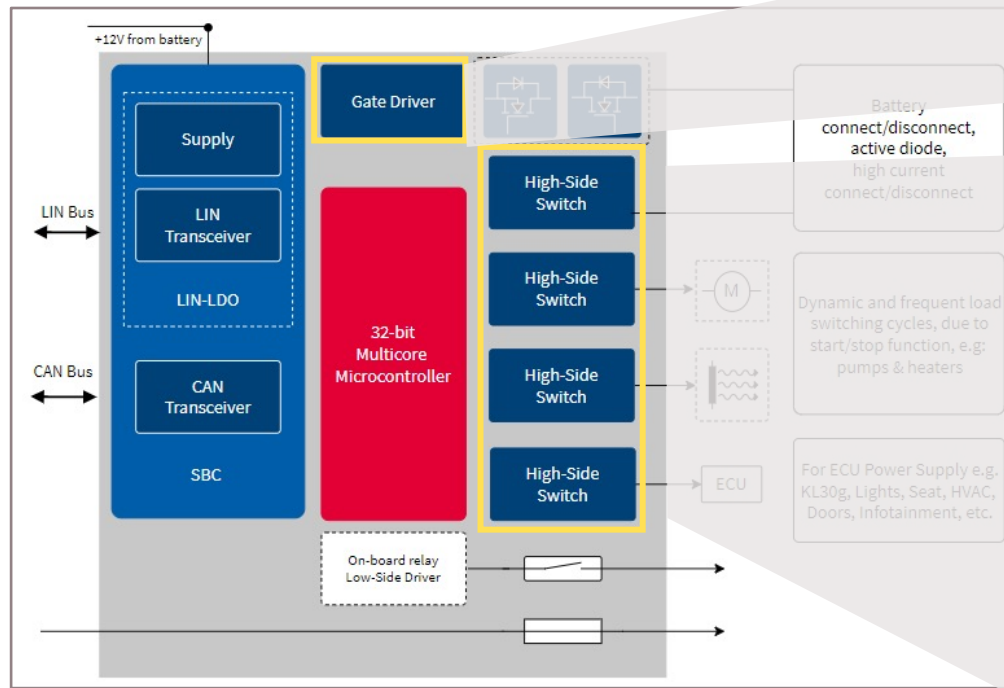 +12V from battery
Supply
LIN
Transceiver
LIN-LDO
CAN
Transceiver
SBC
LIN Bus
CAN Bus
Gate Driver
32-bit
Multicore
Microcontroller
On-board relay
Low-Side Driver
High-Side
Switch
High-Side
Switch
High-Side
Switch
High-Side
Switch
Battery
connect/disconnect,
active diode,
high current
connect/disconnect
M
Dynamic and frequent load
switching cycles, due to
start/stop function, e.g:
pumps & heaters
ECU
For ECU Power Supply e.g.
KL30g, Lights, Seat, HVAC,
Doors, Infotainment, etc.